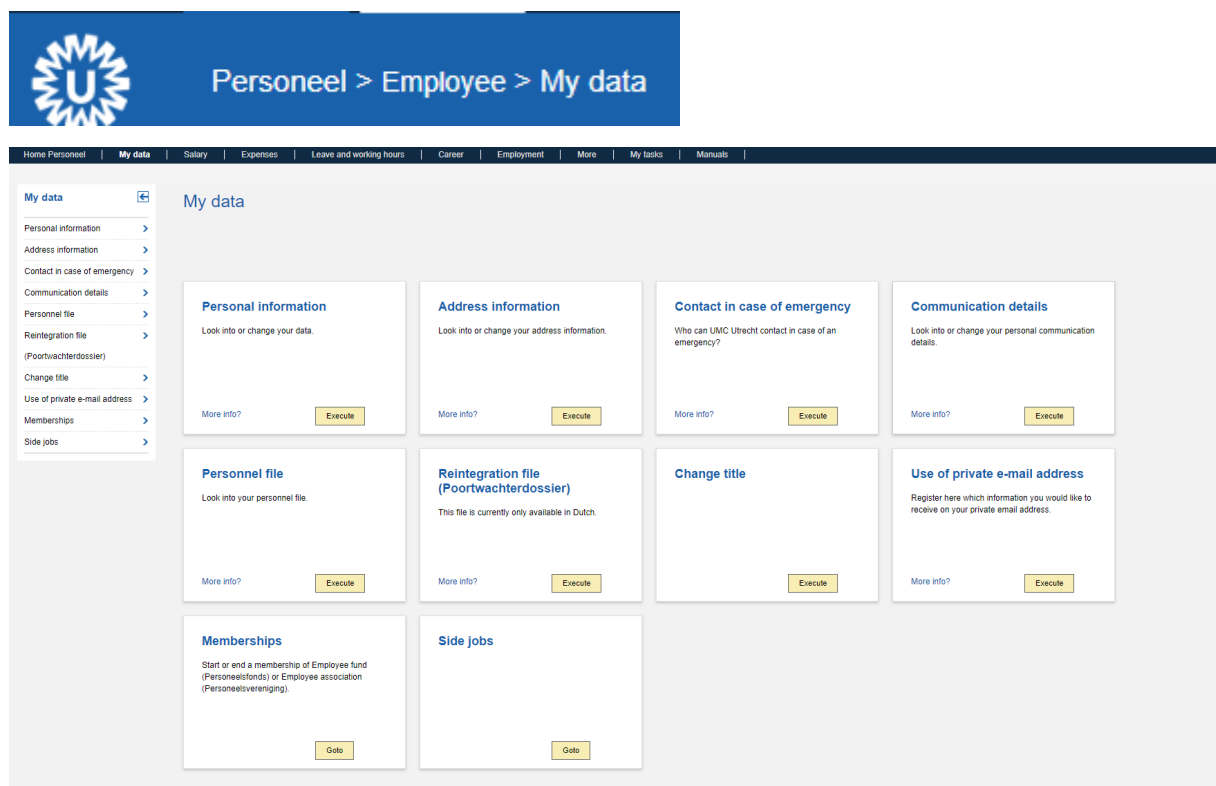 U
Personeel > Employee > My data
Home Personeel | My data | Salary | Expenses | Leave and working hours | Career | Employment | More | My tasks | Manuals |
My data
Personal information
Address information
Contact in case of emergency
Communication details
Personnel file
Reintegration file
(Poortwachterdossier)
Change title
Use of private e-mail address
Memberships
Side jobs
My data
Personal information
Look into or change your data.
More info?
Execute
Address information
Look into or change your address information.
More info?
Execute
Contact in case of emergency
Who can UMC Utrecht contact in case of an
emergency?
More info?
Execute
Communication details
Look into or change your personal communication
details.
More info?
Execute
Personnel file
Look into your personnel file.
More info?
Execute
Reintegration file
(Poortwachterdossier)
This file is currently only available in Dutch.
More info?
Execute
Change title
Execute
Use of private e-mail address
Register here which information you would like to
receive on your private email address.
More info?
Execute
Memberships
Start or end a membership of Employee fund
(Personeelsfonds) or Employee association
(Personeelsvereniging).
Goto
Side jobs
Goto